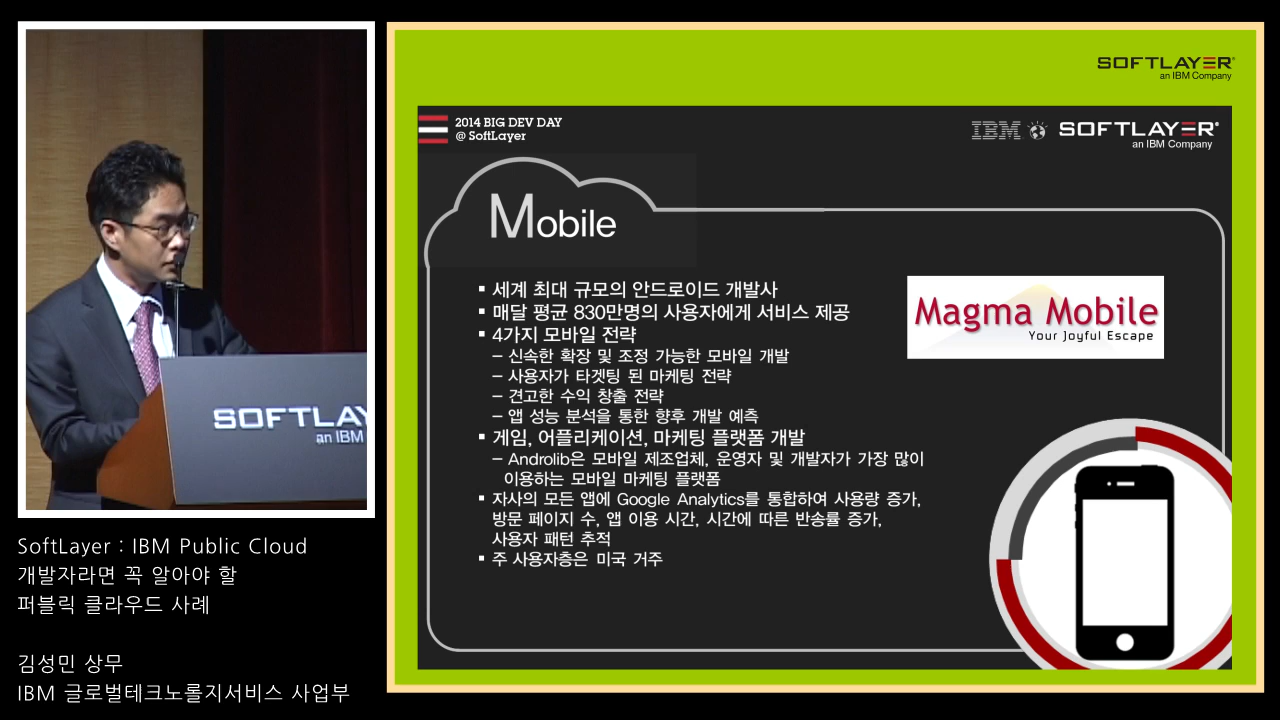 SOFTLAYER
an IBM Company
2014 BIG DEV DAY
@ SoftLayer
IBM SOFTLAYER
an IBM Company
Mobile
▪ 세계 최대 규모의 안드로이드 개발사
▪ 매달 평균 830만명의 사용자에게 서비스 제공
▪ 4가지 모바일 전략
– 신속한 확장 및 조정 가능한 모바일 개발
– 사용자가 타겟팅 된 마케팅 전략
– 견고한 수익 창출 전략
– 앱 성능 분석을 통한 향후 개발 예측
▪ 게임, 어플리케이션, 마케팅 플랫폼 개발
– Androlib은 모바일 제조업체, 운영자 및 개발자가 가장 많이
이용하는 모바일 마케팅 플랫폼
▪ 자사의 모든 앱에 Google Analytics를 통합하여 사용량 증가,
방문 페이지 수, 앱 이용 시간, 시간에 따른 반송률 증가,
사용자 패턴 추적
▪ 주 사용자층은 미국 거주
Magma Mobile
Your Joyful Escape
SOFTLAY
an IBM
SoftLayer : IBM Public Cloud
개발자라면 꼭 알아야 할
퍼블릭 클라우드 사례
김성민 상무
IBM 글로벌테크노롤지서비스 사업부